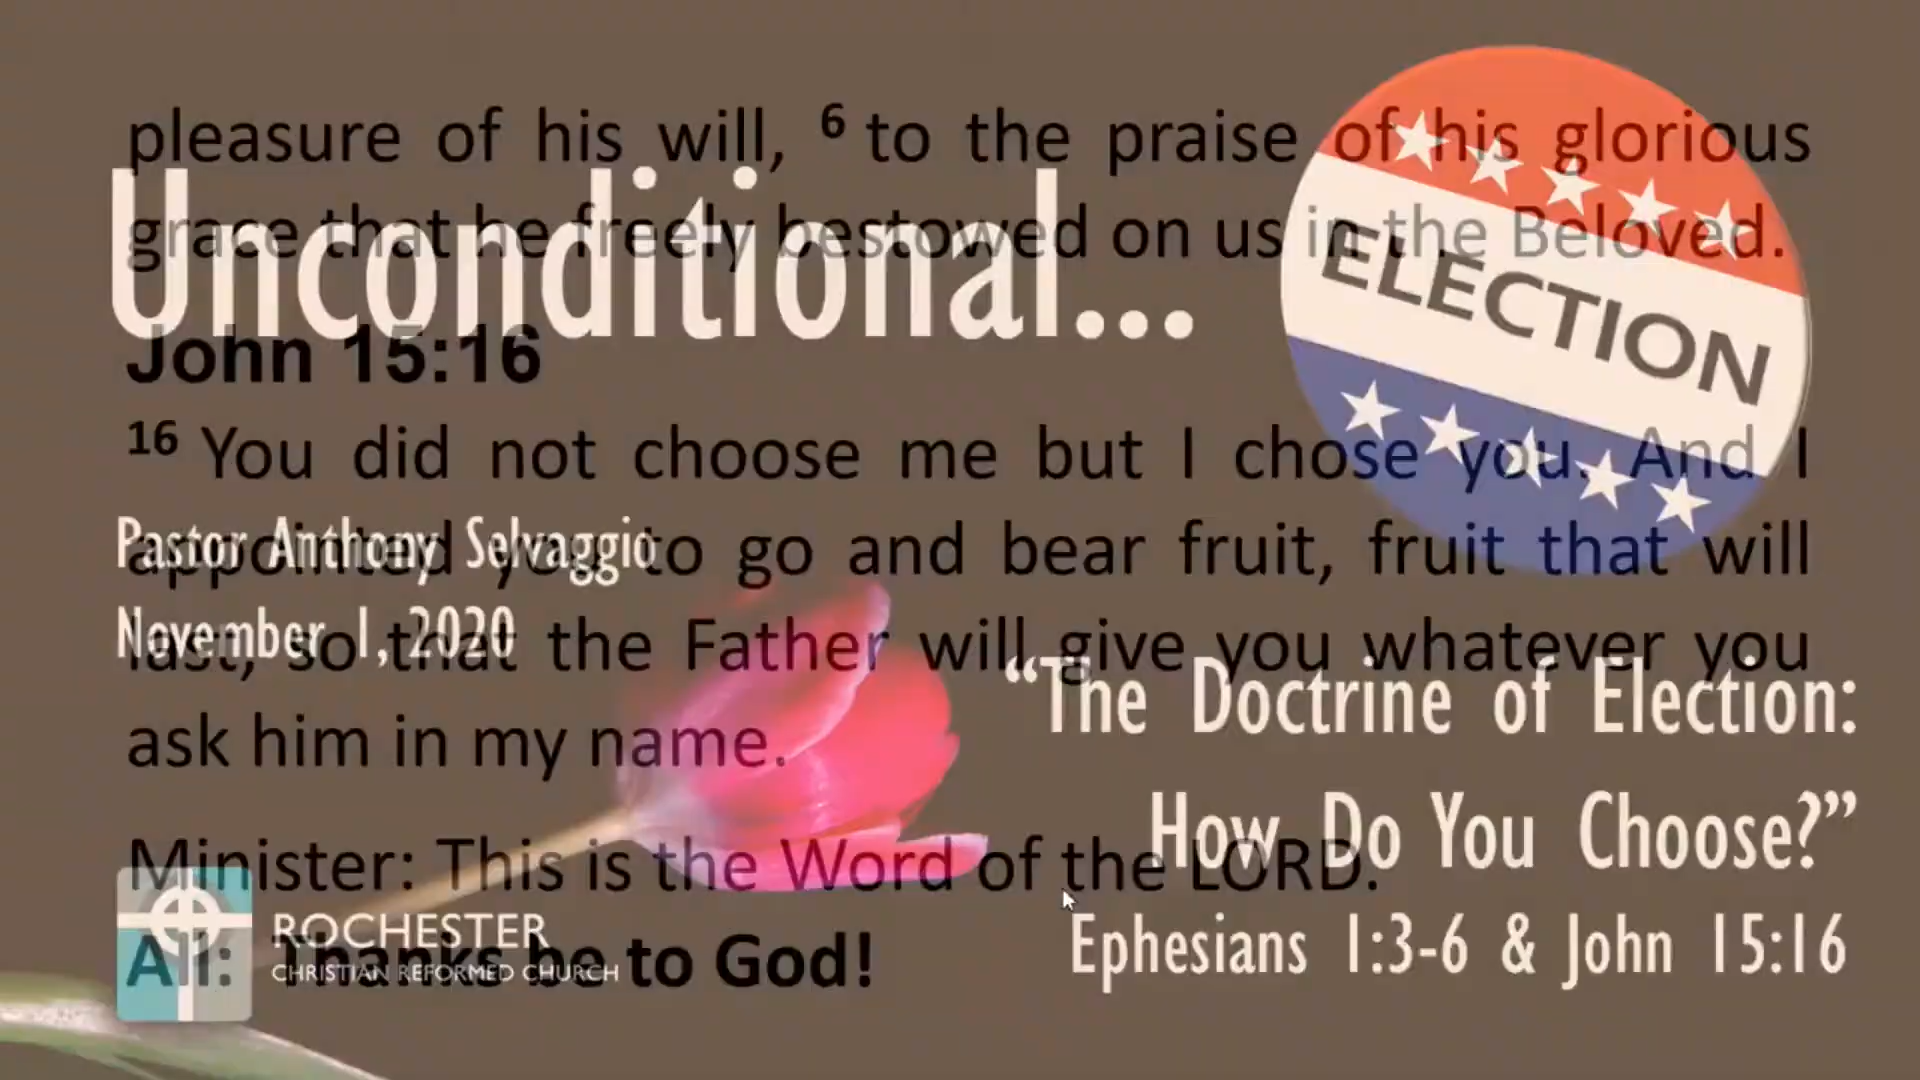 pleasure of his will, 6 to the praise of his glorious
grace that he freely bestowed on us in the Beloved.
John 15:16
16 You did not choose me but I chose you. And I
appointed you to go and bear fruit, fruit that will
last, so that the Father will give you whatever you
ask him in my name.
Minister: This is the Word of the LORD.
All: Thanks be to God!
Unconditional...
ELECTION
Pastor Anthony Selvaggio
November 1, 2020
“The Doctrine of Election:
How Do You Choose?”
Ephesians 1:3-6 & John 15:16
ROCHESTER
CHRISTIAN REFORMED CHURCH